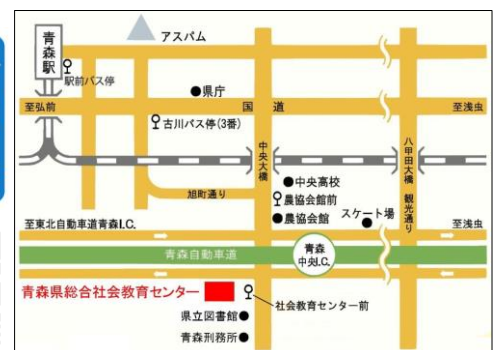 青森駅
アスパム
駅前バス停
県庁
至弘前
国道
至浅虫
古川バス停(3番)
中央大橋
八甲田大橋
観光通り
旭町通り
中央高校
農協会館前
農協会館
スケート場
至東北自動車道青森I.C.
至浅虫
青森自動車道
青森中央I.C.
青森県総合社会教育センター
社会教育センター前
県立図書館
青森刑務所